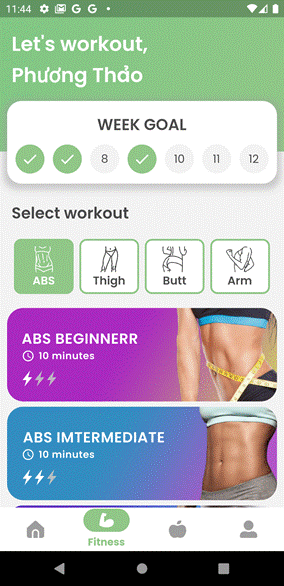 11:44
G G
Let's workout,
Phương Thảo
WEEK GOAL
8 10 11 12
Select workout
ABS Thigh Butt Arm
ABS BEGINNERR
10 minutes
ABS IMTERMEDIATE
10 minutes
Fitness